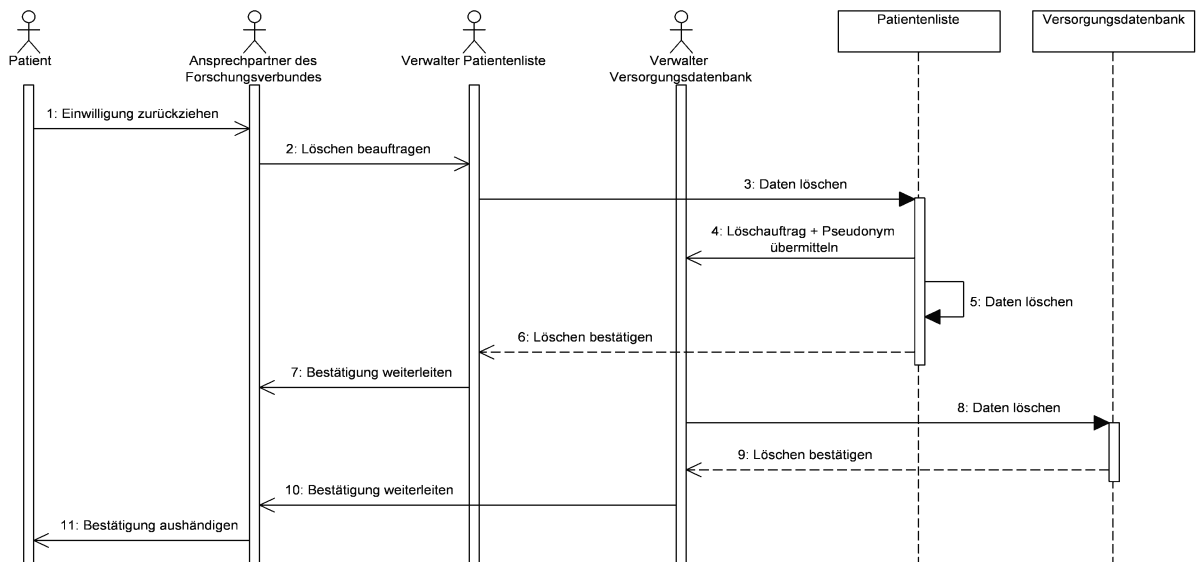 Patient
Ansprechpartner des
Forschungsverbundes
Verwalter Patientenliste
Verwalter
Versorgungsdatenbank
Patientenliste
Versorgungsdatenbank
1: Einwilligung zurückziehen
2: Löschen beauftragen
3: Daten löschen
4: Löschauftrag + Pseudonym
übermitteln
5: Daten löschen
6: Löschen bestätigen
7: Bestätigung weiterleiten
8: Daten löschen
9: Löschen bestätigen
10: Bestätigung weiterleiten
11: Bestätigung aushändigen